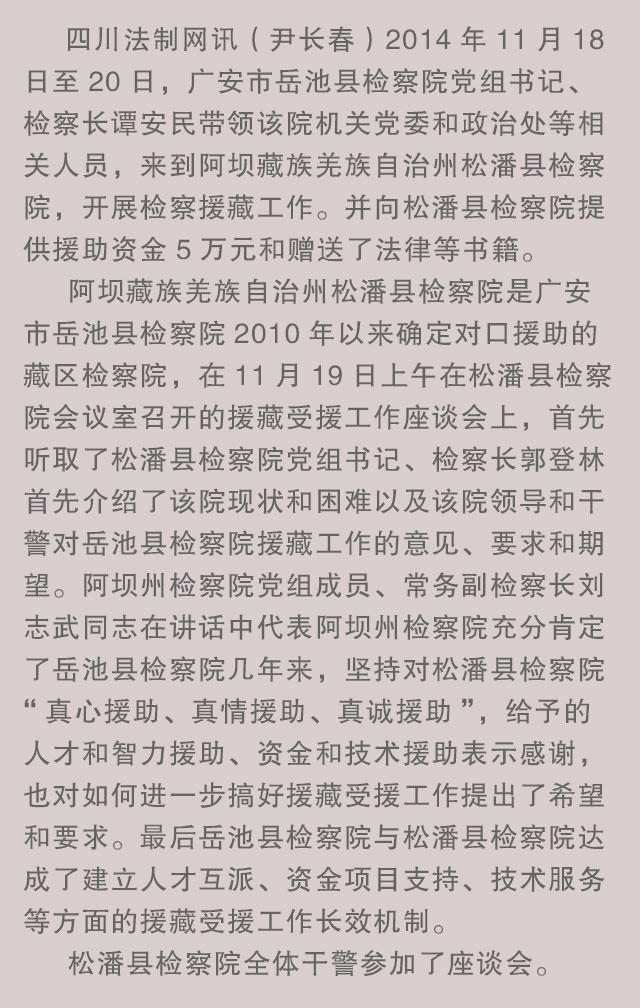 四川法制网讯（尹长春）2014 年 11 月 18
日至 20 日，广安市岳池县检察院党组书记、
检察长谭安民带领该院机关党委和政治处等相
关人员，来到阿坝藏族羌族自治州松潘县检察
院，开展检察援藏工作。并向松潘县检察院提
供援助资金 5 万元和赠送了法律等书籍。
阿坝藏族羌族自治州松潘县检察院是广安
市岳池县检察院 2010 年以来确定对口援助的
藏区检察院，在 11 月 19 日上午在松潘县检察
院会议室召开的援藏受援工作座谈会上，首先
听取了松潘县检察院党组书记、检察长郭登林
首先介绍了该院现状和困难以及该院领导和干
警对岳池县检察院援藏工作的意见、要求和期
望。阿坝州检察院党组成员、常务副检察长刘
志武同志在讲话中代表阿坝州检察院充分肯定
了岳池县检察院几年来，坚持对松潘县检察院
“真心援助、真情援助、真诚援助”，给予的
人才和智力援助、资金和技术援助表示感谢，
也对如何进一步搞好援藏受援工作提出了希望
和要求。最后岳池县检察院与松潘县检察院达
成了建立人才互派、资金项目支持、技术服务
等方面的援藏受援工作长效机制。
松潘县检察院全体干警参加了座谈会。